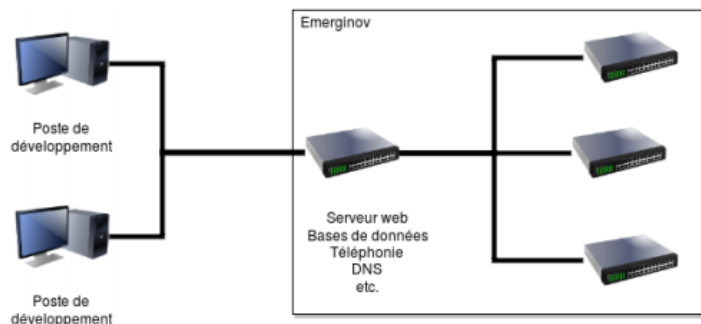 Emerginov
Poste de
développement
Serveur web
Bases de données
Téléphonie
DNS
etc.
Poste de
développement